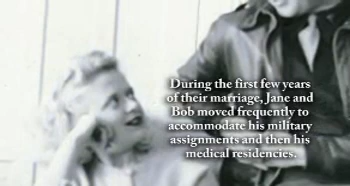 During the first few years
of their marriage, Jane and
Bob moved frequently to
accommodate his military
assignments and then his
medical residencies.